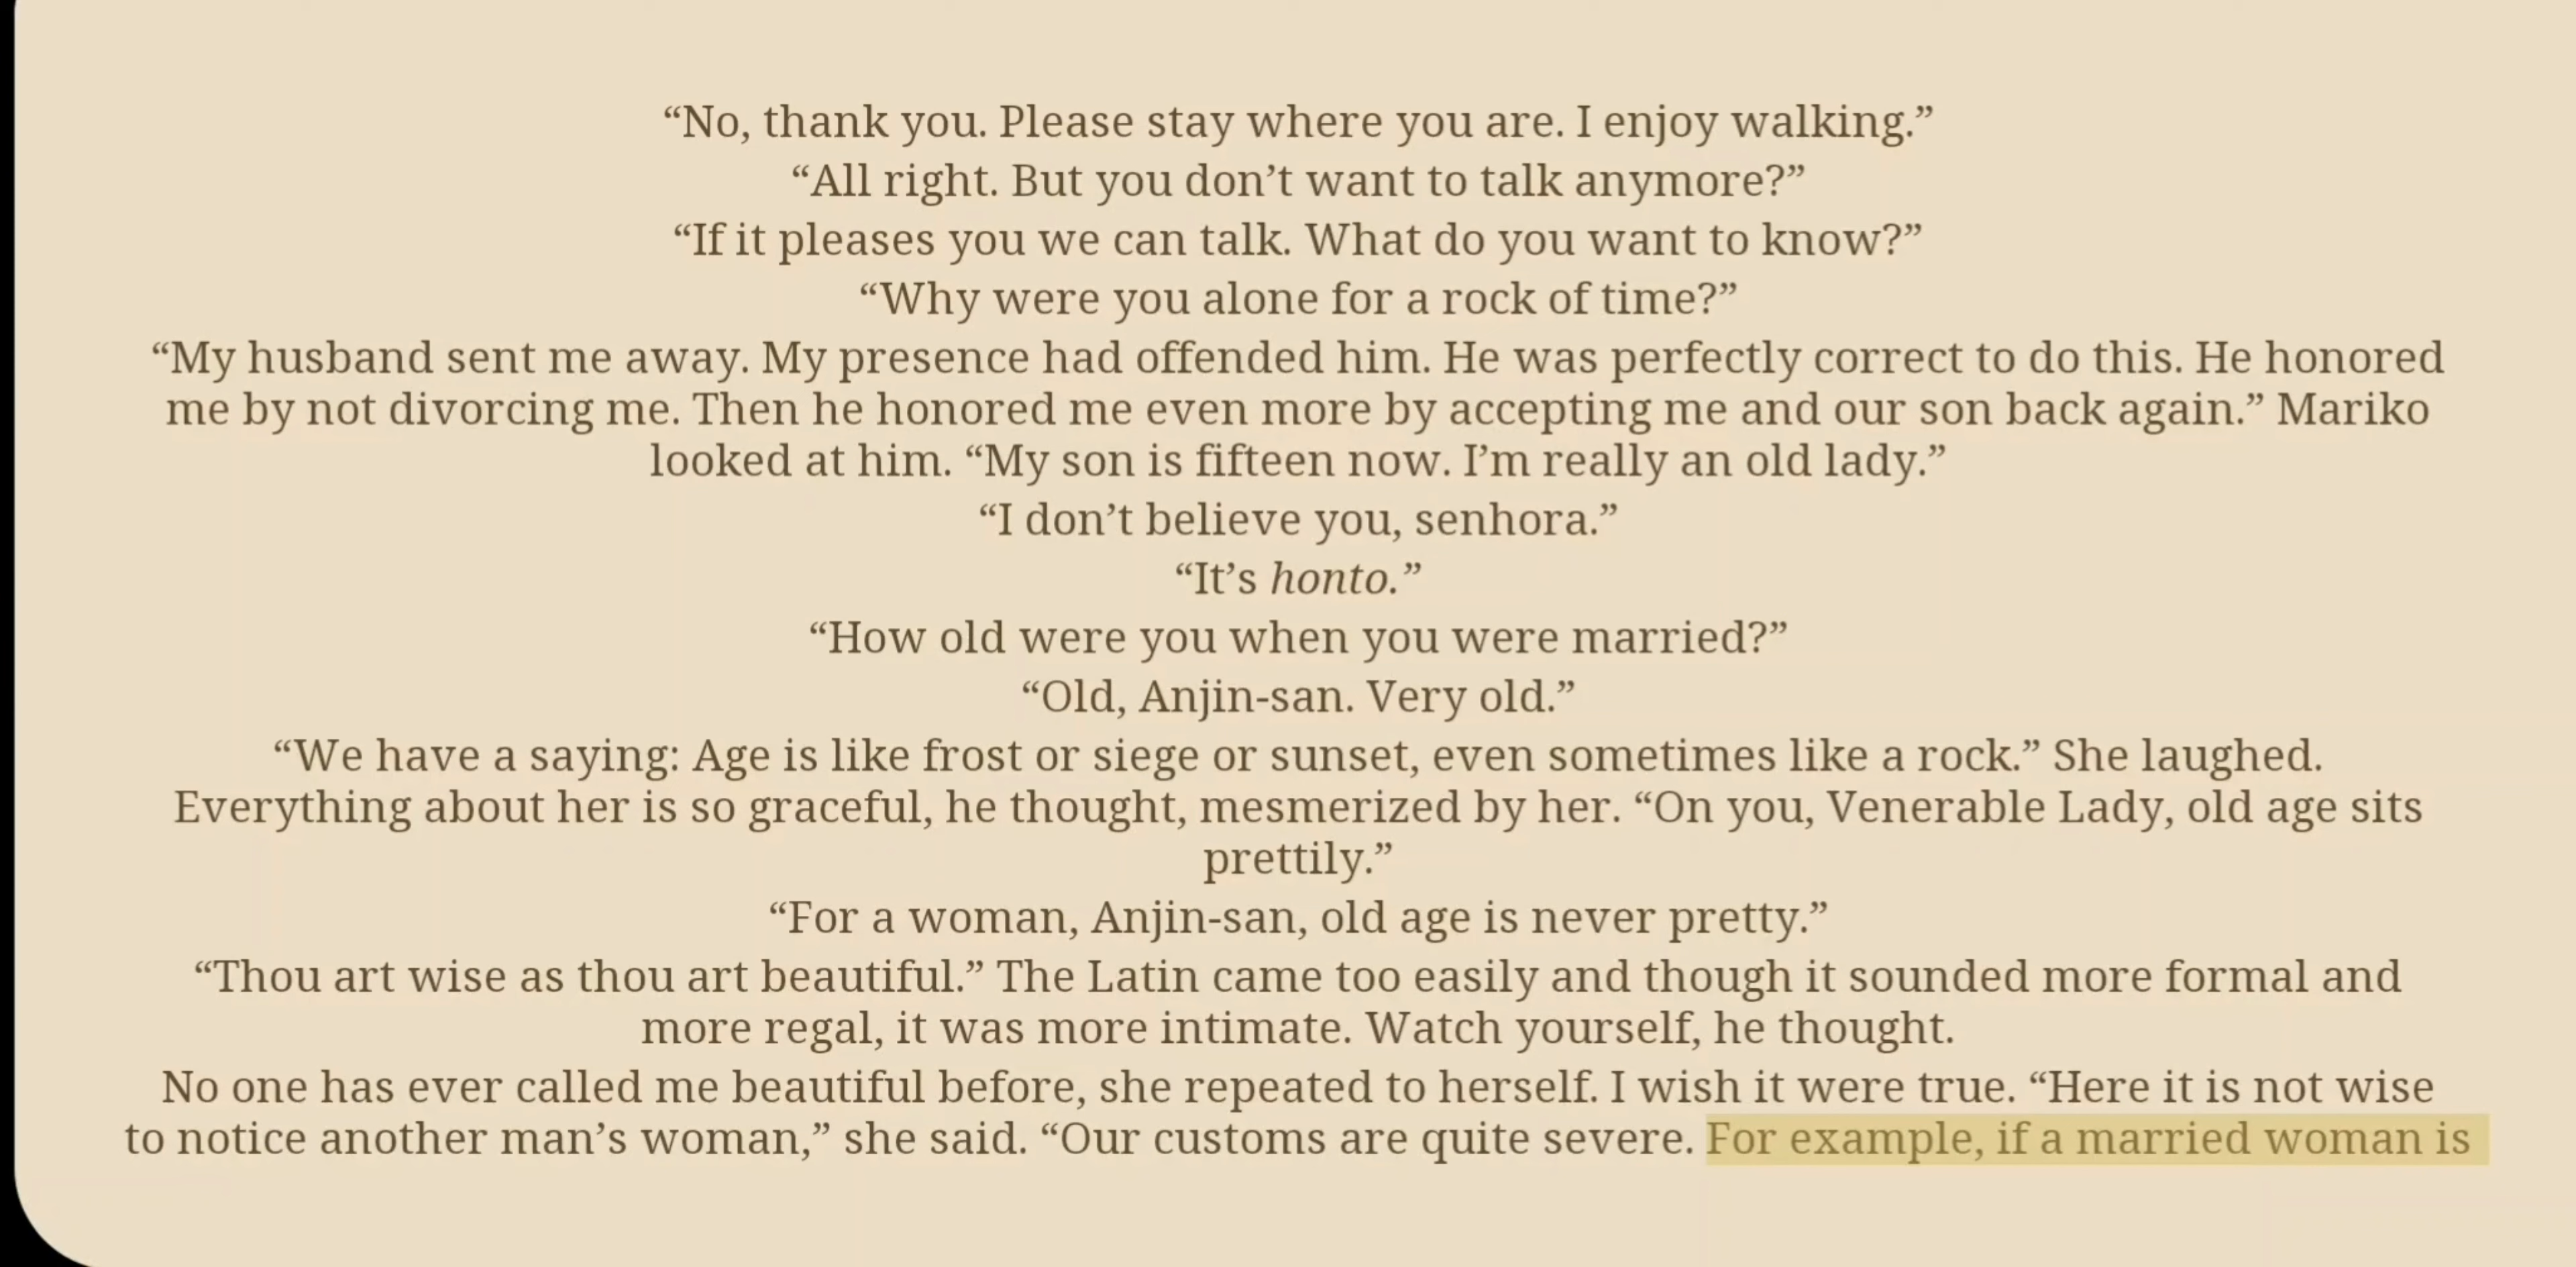 “No, thank you. Please stay where you are. I enjoy walking.”
“All right. But you don’t want to talk anymore?”
“If it pleases you we can talk. What do you want to know?”
“Why were you alone for a rock of time?”
“My husband sent me away. My presence had offended him. He was perfectly correct to do this. He honored
me by not divorcing me. Then he honored me even more by accepting me and our son back again.” Mariko
looked at him. “My son is fifteen now. I’m really an old lady.”
“I don’t believe you, senhora.”
“It’s honto.”
“How old were you when you were married?”
“Old, Anjin-san. Very old.”
“We have a saying: Age is like frost or siege or sunset, even sometimes like a rock.” She laughed.
Everything about her is so graceful, he thought, mesmerized by her. “On you, Venerable Lady, old age sits
prettily.”
“For a woman, Anjin-san, old age is never pretty.”
“Thou art wise as thou art beautiful.” The Latin came too easily and though it sounded more formal and
more regal, it was more intimate. Watch yourself, he thought.
No one has ever called me beautiful before, she repeated to herself. I wish it were true. “Here it is not wise
to notice another man’s woman,” she said. “Our customs are quite severe. For example, if a married woman is